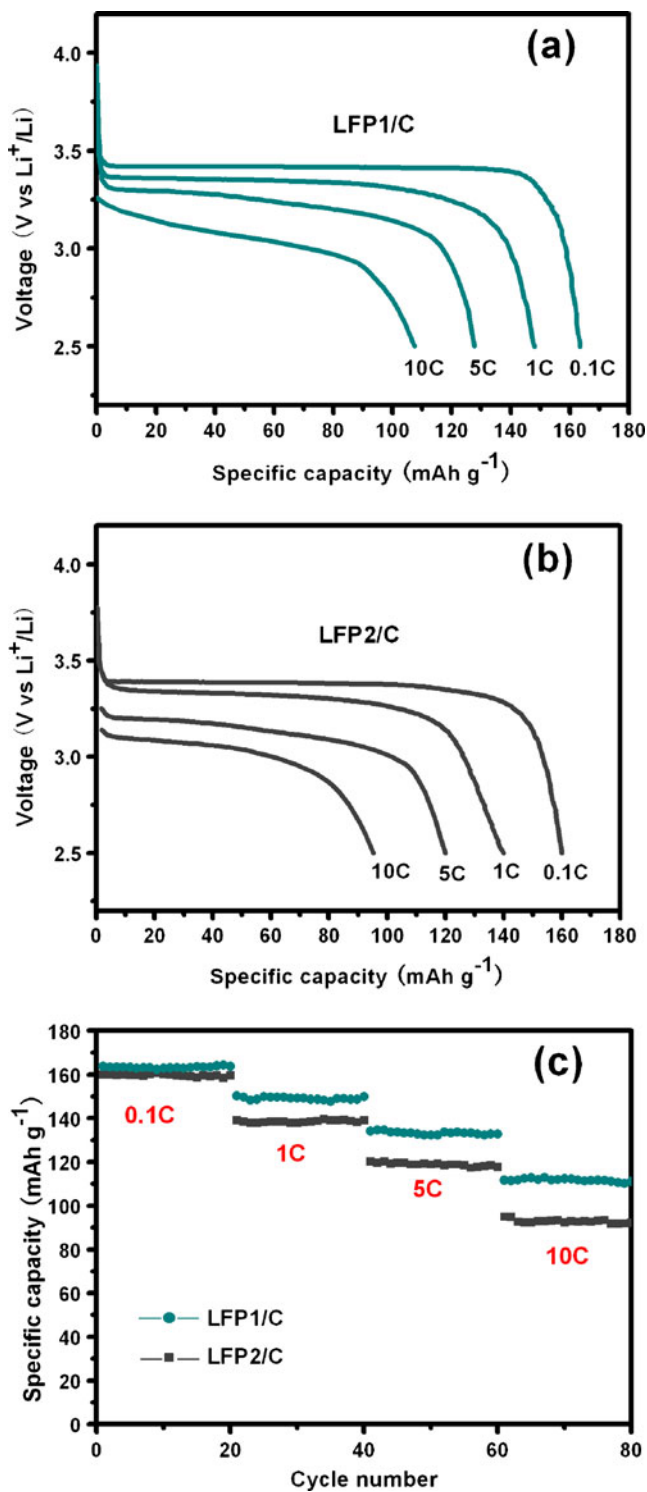 (a)
LFP1/C
4.0
3.5
3.0
2.5
Voltage (V vs Li⁺/Li)
10C 5C 1C 0.1C
0 20 40 60 80 100 120 140 160 180
Specific capacity (mAh g⁻¹)
(b)
LFP2/C
4.0
3.5
3.0
2.5
Voltage (V vs Li⁺/Li)
10C 5C 1C 0.1C
0 20 40 60 80 100 120 140 160 180
Specific capacity (mAh g⁻¹)
(c)
180
160
140
120
100
80
60
40
20
0
Specific capacity (mAh g⁻¹)
0.1C
1C
5C
10C
LFP1/C
LFP2/C
0 20 40 60 80
Cycle number